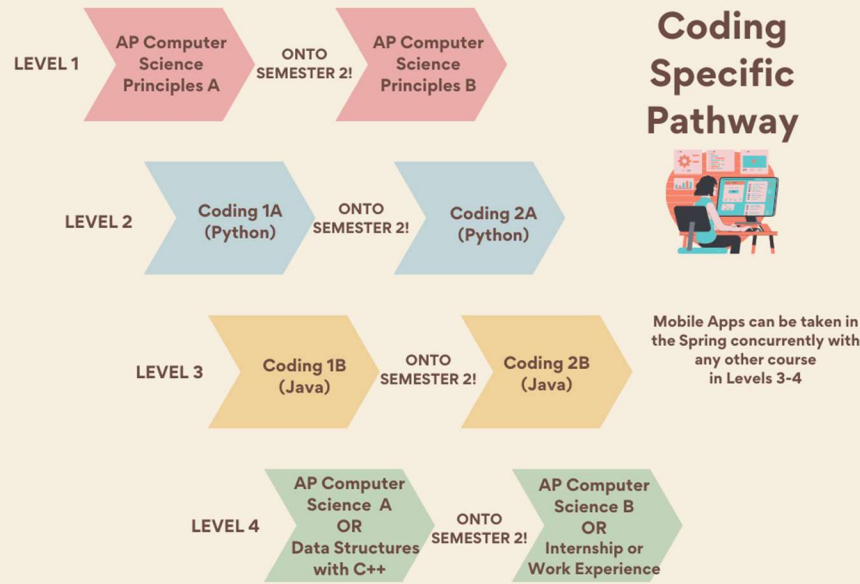 Coding
Specific
Pathway
LEVEL 1
AP Computer
Science
Principles A
ONTO
SEMESTER 2!
AP Computer
Science
Principles B
LEVEL 2
Coding 1A
(Python)
ONTO
SEMESTER 2!
Coding 2A
(Python)
LEVEL 3
Coding 1B
(Java)
ONTO
SEMESTER 2!
Coding 2B
(Java)
Mobile Apps can be taken in
the Spring concurrently with
any other course
in Levels 3-4
LEVEL 4
AP Computer
Science A
OR
Data Structures
with C++
ONTO
SEMESTER 2!
AP Computer
Science B
OR
Internship or
Work Experience